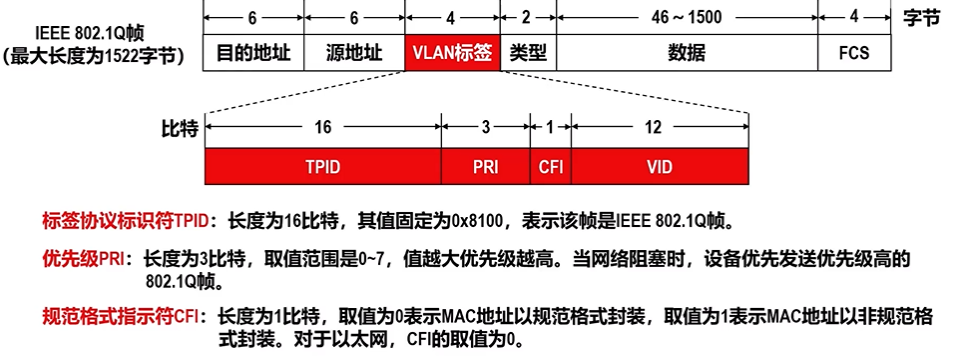 6 6 4 2 46～1500 4 字节
IEEE 802.1Q帧
(最大长度为1522字节)
目的地址 源地址 VLAN标签 类型 数据 FCS
比特 16 3 1 12
TPID PRI CFI VID
标签协议标识符TPID：长度为16比特，其值固定为0x8100，表示该帧是IEEE 802.1Q帧。
优先级PRI：长度为3比特，取值范围是0~7，值越大优先级越高。当网络阻塞时，设备优先发送优先级高的
802.1Q帧。
规范格式指示符CFI：长度为1比特，取值为0表示MAC地址以规范格式封装，取值为1表示MAC地址以非规范格
式封装。对于以太网，CFI的取值为0。